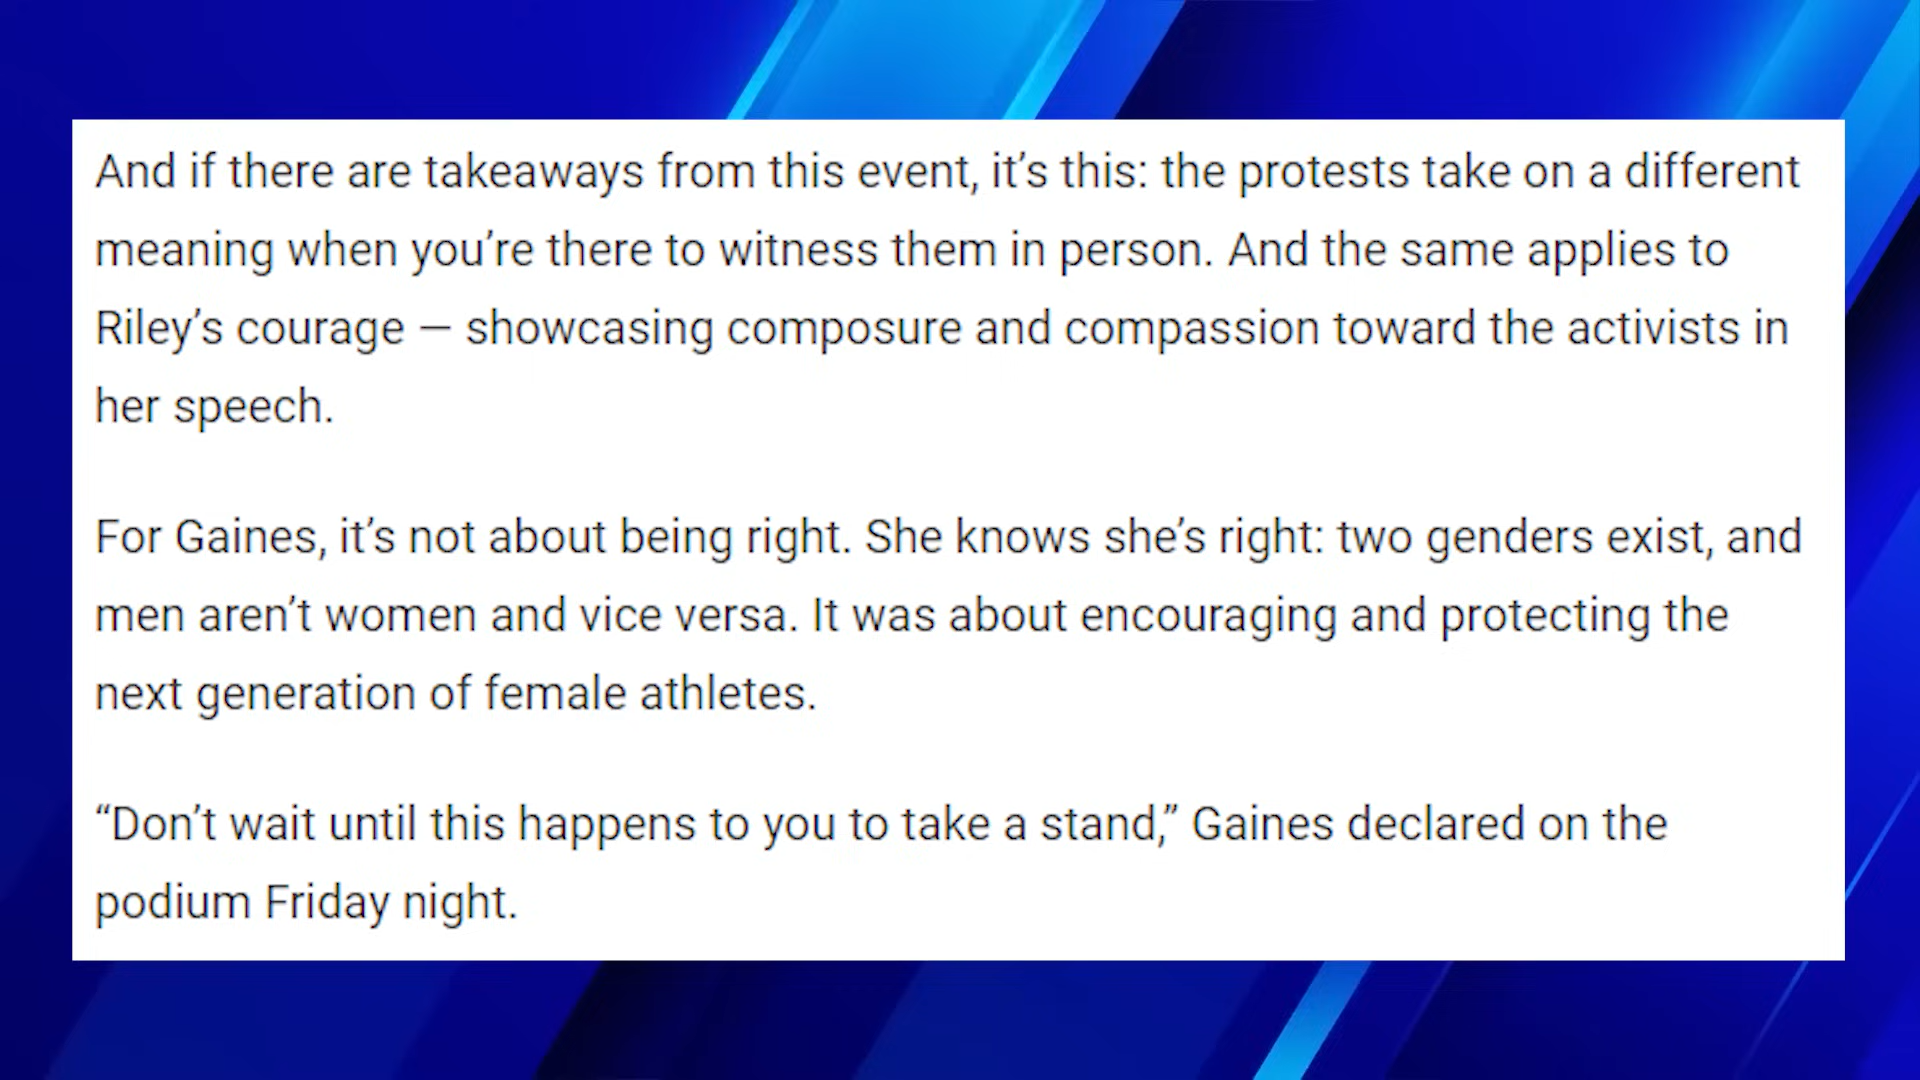 And if there are takeaways from this event, it’s this: the protests take on a different
meaning when you’re there to witness them in person. And the same applies to
Riley’s courage — showcasing composure and compassion toward the activists in
her speech.
For Gaines, it’s not about being right. She knows she’s right: two genders exist, and
men aren’t women and vice versa. It was about encouraging and protecting the
next generation of female athletes.
“Don’t wait until this happens to you to take a stand,” Gaines declared on the
podium Friday night.